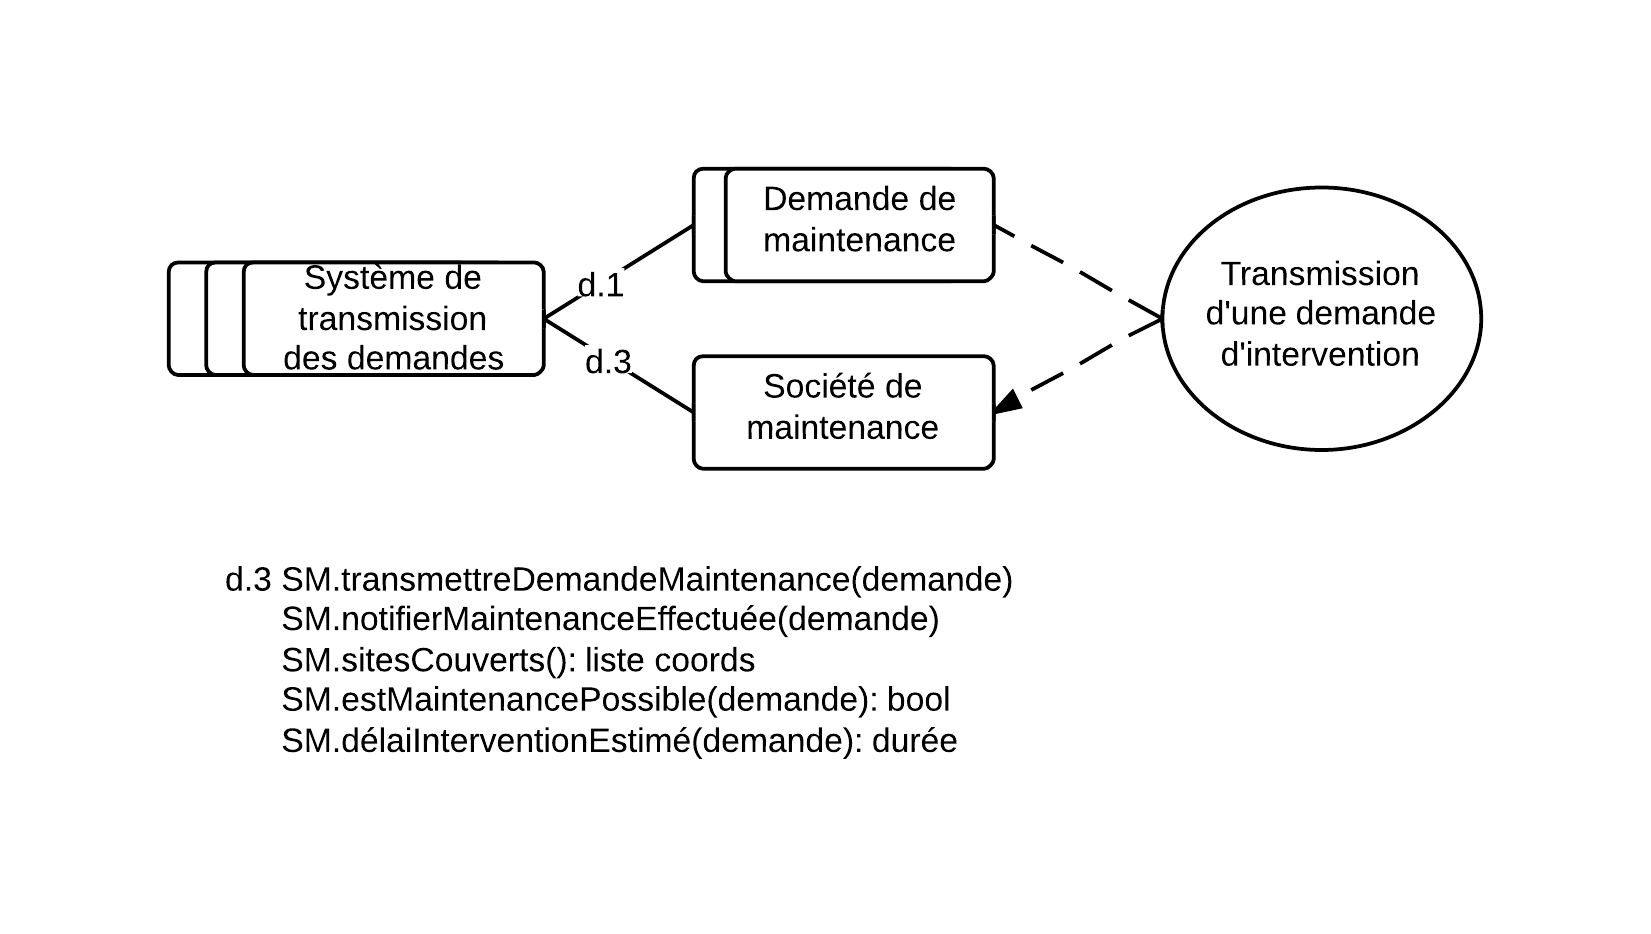 Système de
transmission
des demandes
d.1
d.3
Demande de
maintenance
Société de
maintenance
Transmission
d'une demande
d'intervention
d.3 SM.transmettreDemandeMaintenance(demande)
SM.notifierMaintenanceEffectuée(demande)
SM.sitesCouverts(): liste coords
SM.estMaintenancePossible(demande): bool
SM.délaiInterventionEstimé(demande): durée